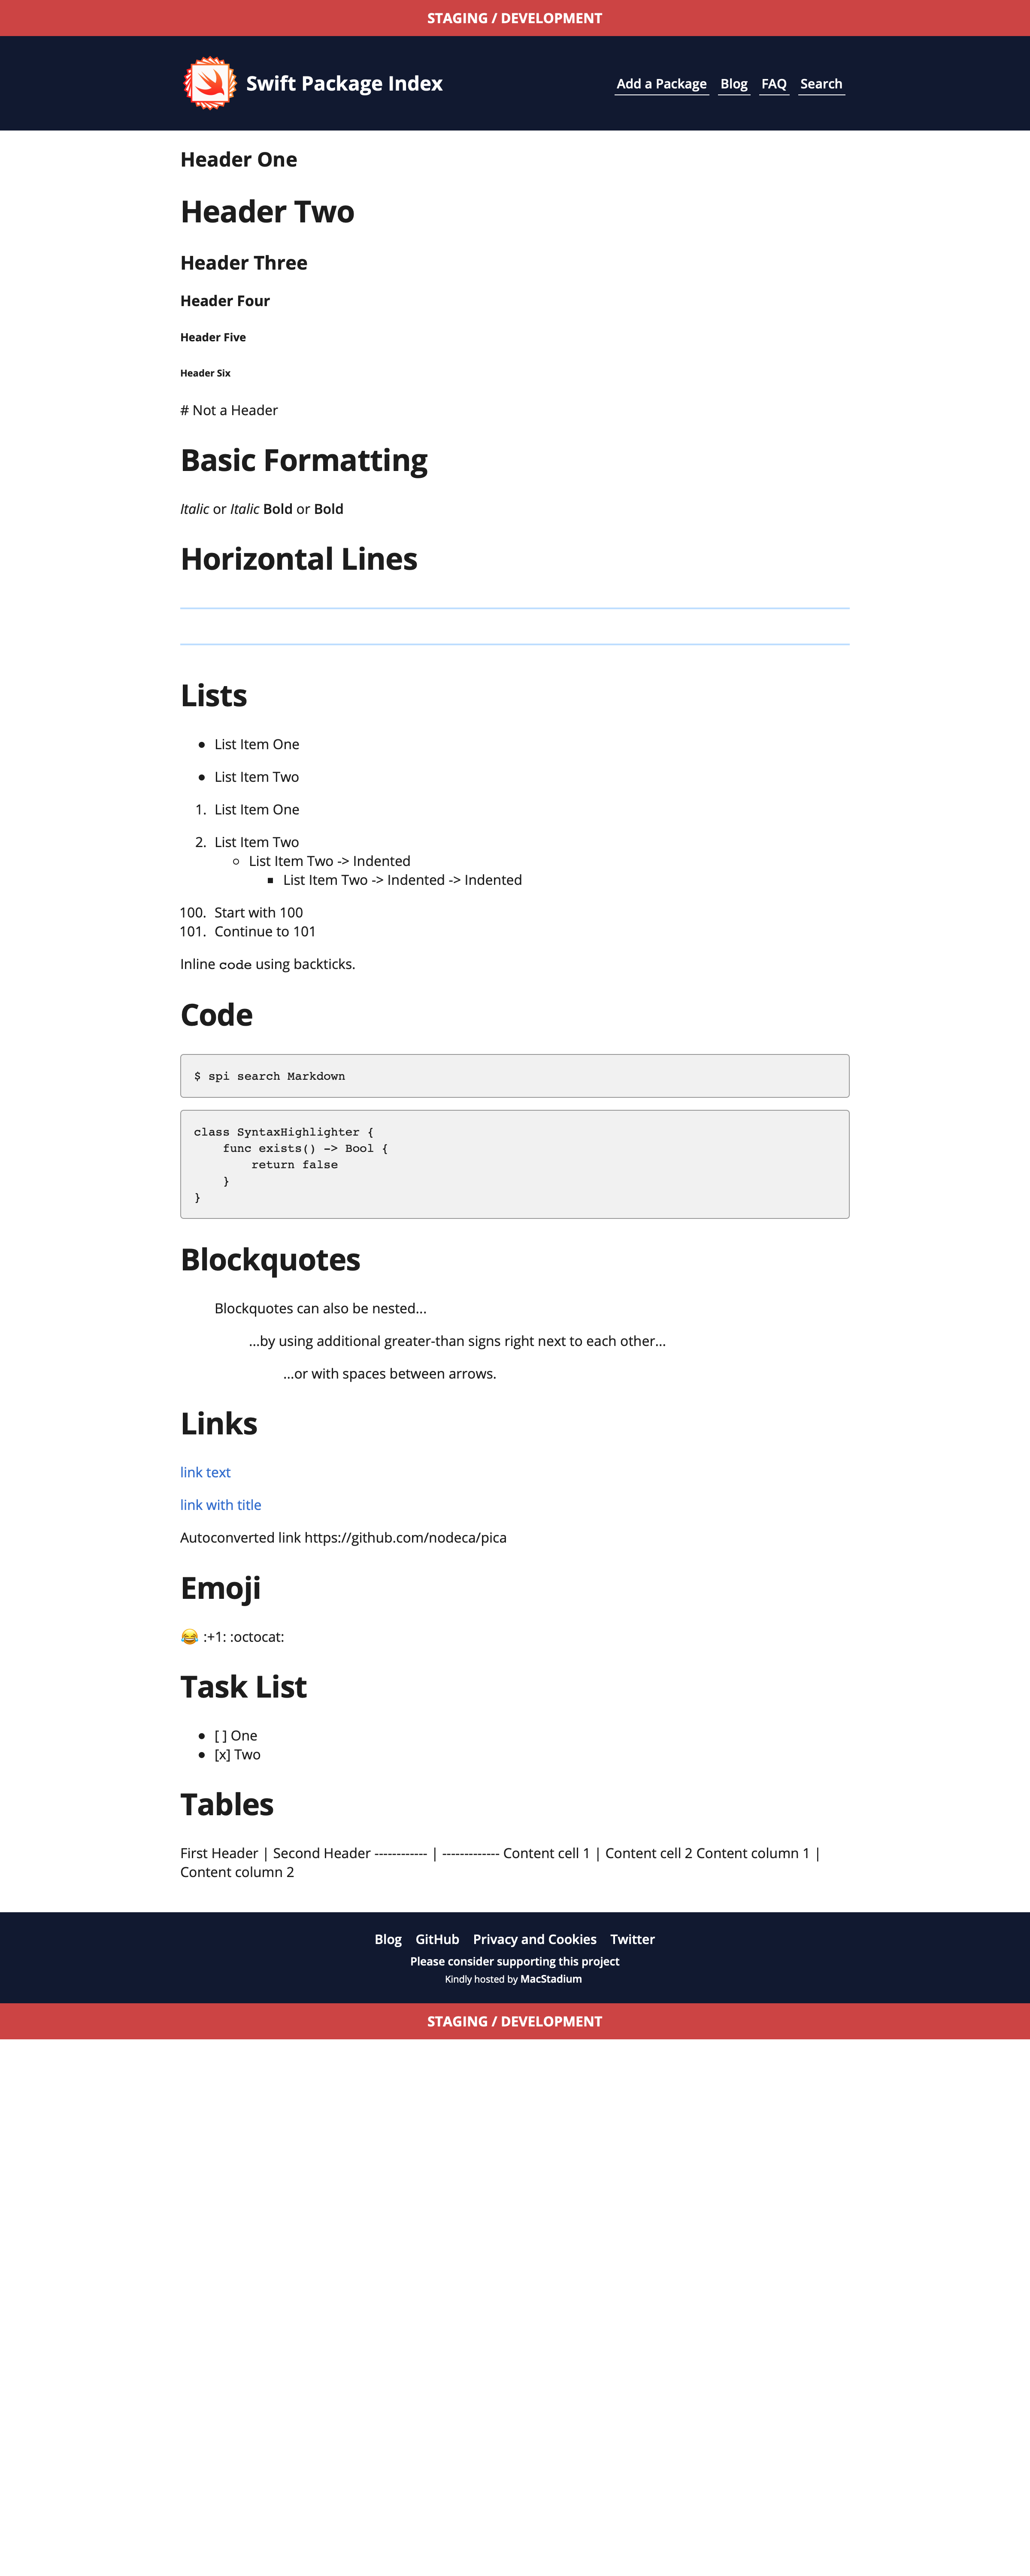 STAGING / DEVELOPMENT
Swift Package Index
Add a Package Blog FAQ Search
Header One
Header Two
Header Three
Header Four
Header Five
Header Six
# Not a Header
Basic Formatting
Italic or Italic Bold or Bold
Horizontal Lines
Lists
• List Item One
• List Item Two
1. List Item One
2. List Item Two
◦ List Item Two -> Indented
▪ List Item Two -> Indented -> Indented
100. Start with 100
101. Continue to 101
Inline code using backticks.
Code
$ spi search Markdown
class SyntaxHighlighter {
    func exists() -> Bool {
        return false
    }
}
Blockquotes
Blockquotes can also be nested...
...by using additional greater-than signs right next to each other...
...or with spaces between arrows.
Links
link text
link with title
Autoconverted link https://github.com/nodeca/pica
Emoji
😂 :+1: :octocat:
Task List
• [ ] One
• [x] Two
Tables
First Header | Second Header ------------ | ------------- Content cell 1 | Content cell 2 Content column 1 |
Content column 2
Blog GitHub Privacy and Cookies Twitter
Please consider supporting this project
Kindly hosted by MacStadium
STAGING / DEVELOPMENT